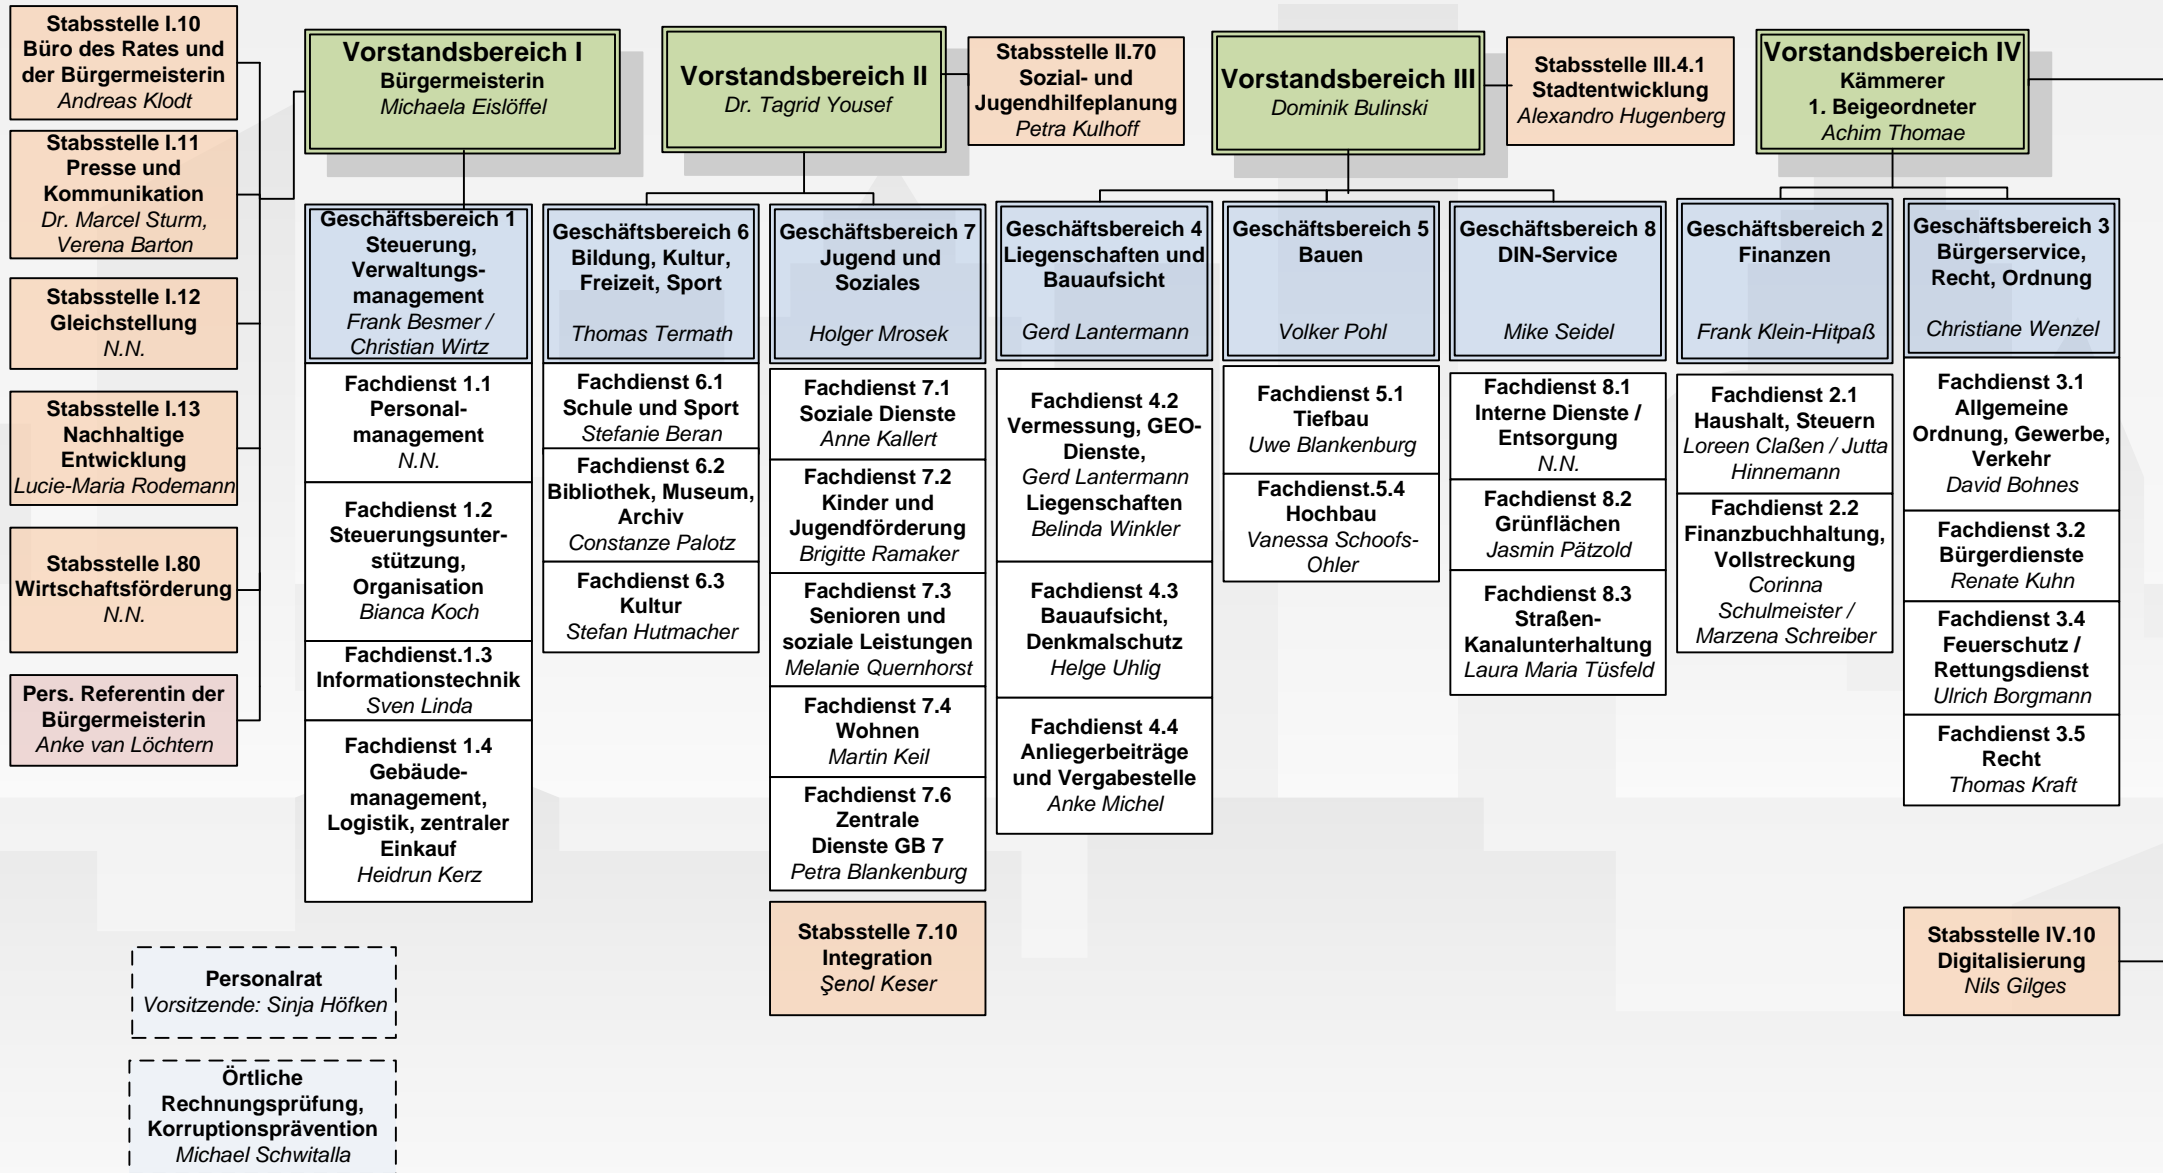 Stabsstelle I.10
Büro des Rates und
der Bürgermeisterin
Andreas Klodt
Stabsstelle I.11
Presse und
Kommunikation
Dr. Marcel Sturm,
Verena Barton
Stabsstelle I.12
Gleichstellung
N.N.
Stabsstelle I.13
Nachhaltige
Entwicklung
Lucie-Maria Rodemann
Stabsstelle I.80
Wirtschaftsförderung
N.N.
Pers. Referentin der
Bürgermeisterin
Anke van Löchtern
Vorstandsbereich I
Bürgermeisterin
Michaela Eislöffel
Vorstandsbereich II
Dr. Tagrid Yousef
Stabsstelle II.70
Sozial- und
Jugendhilfeplanung
Petra Kulhoff
Vorstandsbereich III
Dominik Bulinski
Stabsstelle III.4.1
Stadtentwicklung
Alexandro Hugenberg
Vorstandsbereich IV
Kämmerer
1. Beigeordneter
Achim Thomae
Geschäftsbereich 1
Steuerung,
Verwaltungs-
management
Frank Besmer /
Christian Wirtz
Fachdienst 1.1
Personal-
management
N.N.
Fachdienst 1.2
Steuerungsunter-
stützung,
Organisation
Bianca Koch
Fachdienst.1.3
Informationstechnik
Sven Linda
Fachdienst 1.4
Gebäude-
management,
Logistik, zentraler
Einkauf
Heidrun Kerz
Geschäftsbereich 6
Bildung, Kultur,
Freizeit, Sport
Thomas Termath
Fachdienst 6.1
Schule und Sport
Stefanie Beran
Fachdienst 6.2
Bibliothek, Museum,
Archiv
Constanze Palotz
Fachdienst 6.3
Kultur
Stefan Hutmacher
Geschäftsbereich 7
Jugend und
Soziales
Holger Mrosek
Fachdienst 7.1
Soziale Dienste
Anne Kallert
Fachdienst 7.2
Kinder und
Jugendförderung
Brigitte Ramaker
Fachdienst 7.3
Senioren und
soziale Leistungen
Melanie Quernhorst
Fachdienst 7.4
Wohnen
Martin Keil
Fachdienst 7.6
Zentrale
Dienste GB 7
Petra Blankenburg
Stabsstelle 7.10
Integration
Şenol Keser
Geschäftsbereich 4
Liegenschaften und
Bauaufsicht
Gerd Lantermann
Fachdienst 4.2
Vermessung, GEO-
Dienste,
Gerd Lantermann
Liegenschaften
Belinda Winkler
Fachdienst 4.3
Bauaufsicht,
Denkmalschutz
Helge Uhlig
Fachdienst 4.4
Anliegerbeiträge
und Vergabestelle
Anke Michel
Geschäftsbereich 5
Bauen
Volker Pohl
Fachdienst 5.1
Tiefbau
Uwe Blankenburg
Fachdienst.5.4
Hochbau
Vanessa Schoofs-
Ohler
Geschäftsbereich 8
DIN-Service
Mike Seidel
Fachdienst 8.1
Interne Dienste /
Entsorgung
N.N.
Fachdienst 8.2
Grünflächen
Jasmin Pätzold
Fachdienst 8.3
Straßen-
Kanalunterhaltung
Laura Maria Tüsfeld
Geschäftsbereich 2
Finanzen
Frank Klein-Hitpaß
Fachdienst 2.1
Haushalt, Steuern
Loreen Claßen / Jutta
Hinnemann
Fachdienst 2.2
Finanzbuchhaltung,
Vollstreckung
Corinna
Schulmeister /
Marzena Schreiber
Geschäftsbereich 3
Bürgerservice,
Recht, Ordnung
Christiane Wenzel
Fachdienst 3.1
Allgemeine
Ordnung, Gewerbe,
Verkehr
David Bohnes
Fachdienst 3.2
Bürgerdienste
Renate Kuhn
Fachdienst 3.4
Feuerschutz /
Rettungsdienst
Ulrich Borgmann
Fachdienst 3.5
Recht
Thomas Kraft
Stabsstelle IV.10
Digitalisierung
Nils Gilges
Personalrat
Vorsitzende: Sinja Höfken
Örtliche
Rechnungsprüfung,
Korruptionsprävention
Michael Schwitalla